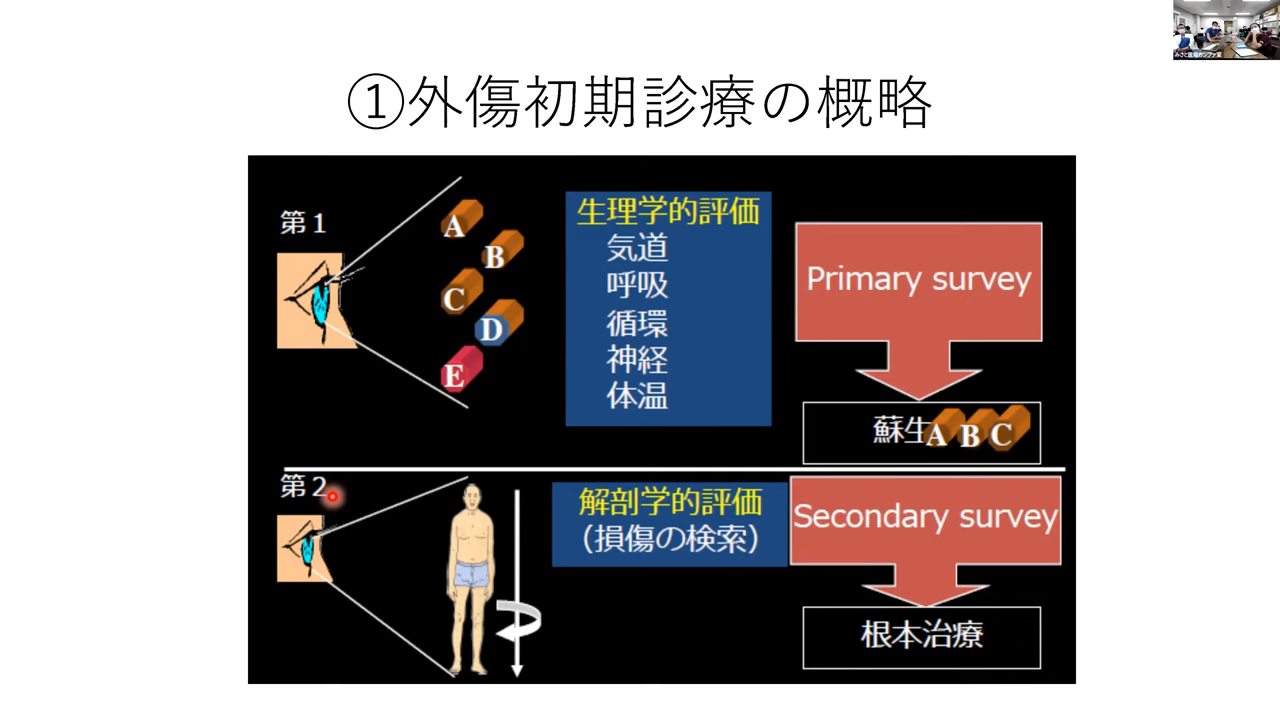 ①外傷初期診療の概略
第1
A
B
C
D
E
生理学的評価
気道
呼吸
循環
神経
体温
Primary survey
蘇生 A B C
第2
解剖学的評価
(損傷の検索)
Secondary survey
根本治療